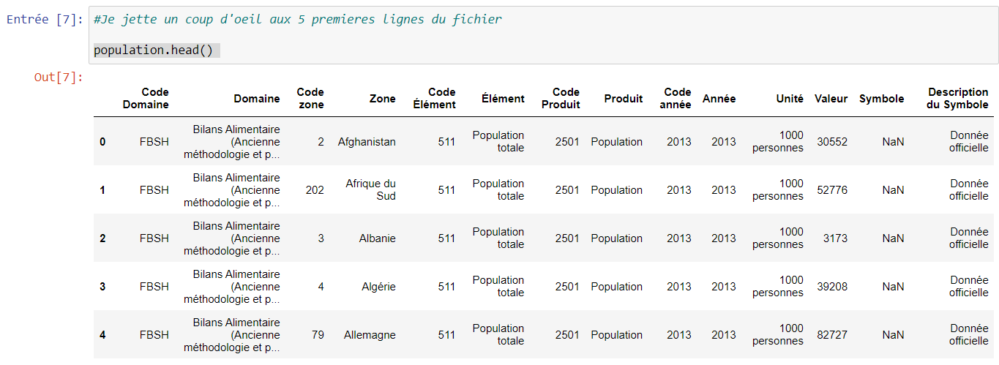 Entrée [7]: #Je jette un coup d'oeil aux 5 premieres lignes du fichier
population.head()
Out[7]:
Code Domaine Domaine Code zone Zone Code Élément Élément Code Produit Produit Code année Année Unité Valeur Symbole Description du Symbole
0 FBSH Bilans Alimentaire (Ancienne méthodologie et p... 2 Afghanistan 511 Population totale 2501 Population 2013 2013 1000 personnes 30552 NaN Donnée officielle
1 FBSH Bilans Alimentaire (Ancienne méthodologie et p... 202 Afrique du Sud 511 Population totale 2501 Population 2013 2013 1000 personnes 52776 NaN Donnée officielle
2 FBSH Bilans Alimentaire (Ancienne méthodologie et p... 3 Albanie 511 Population totale 2501 Population 2013 2013 1000 personnes 3173 NaN Donnée officielle
3 FBSH Bilans Alimentaire (Ancienne méthodologie et p... 4 Algérie 511 Population totale 2501 Population 2013 2013 1000 personnes 39208 NaN Donnée officielle
4 FBSH Bilans Alimentaire (Ancienne méthodologie et p... 79 Allemagne 511 Population totale 2501 Population 2013 2013 1000 personnes 82727 NaN Donnée officielle